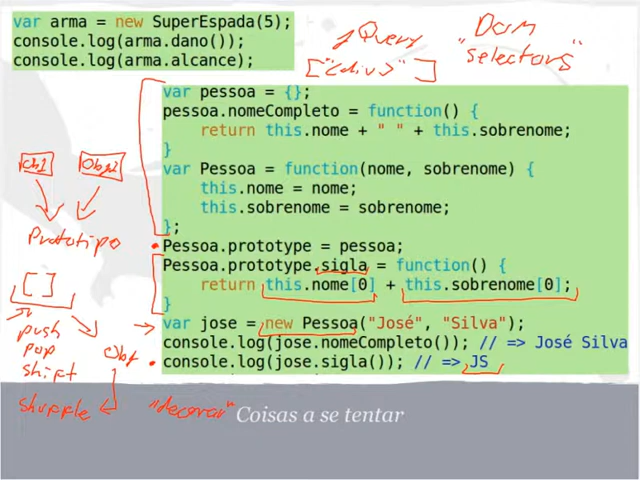 var arma = new SuperEspada(5);
console.log(arma.dano());
console.log(arma.alcance);
jQuery
["<div>"]
DOM
"selectors"
var pessoa = {};
pessoa.nomeCompleto = function() {
return this.nome + " " + this.sobrenome;
}
var Pessoa = function(nome, sobrenome) {
this.nome = nome;
this.sobrenome = sobrenome;
};
Pessoa.prototype = pessoa;
Pessoa.prototype.sigla = function() {
return this.nome[0] + this.sobrenome[0];
}
var jose = new Pessoa("José", "Silva");
console.log(jose.nomeCompleto()); // => José Silva
console.log(jose.sigla()); // => JS
Obj1
Obj2
Prototipo
[ ]
push
pop
shift
shuffle
Obj
"decorar"
Coisas a se tentar